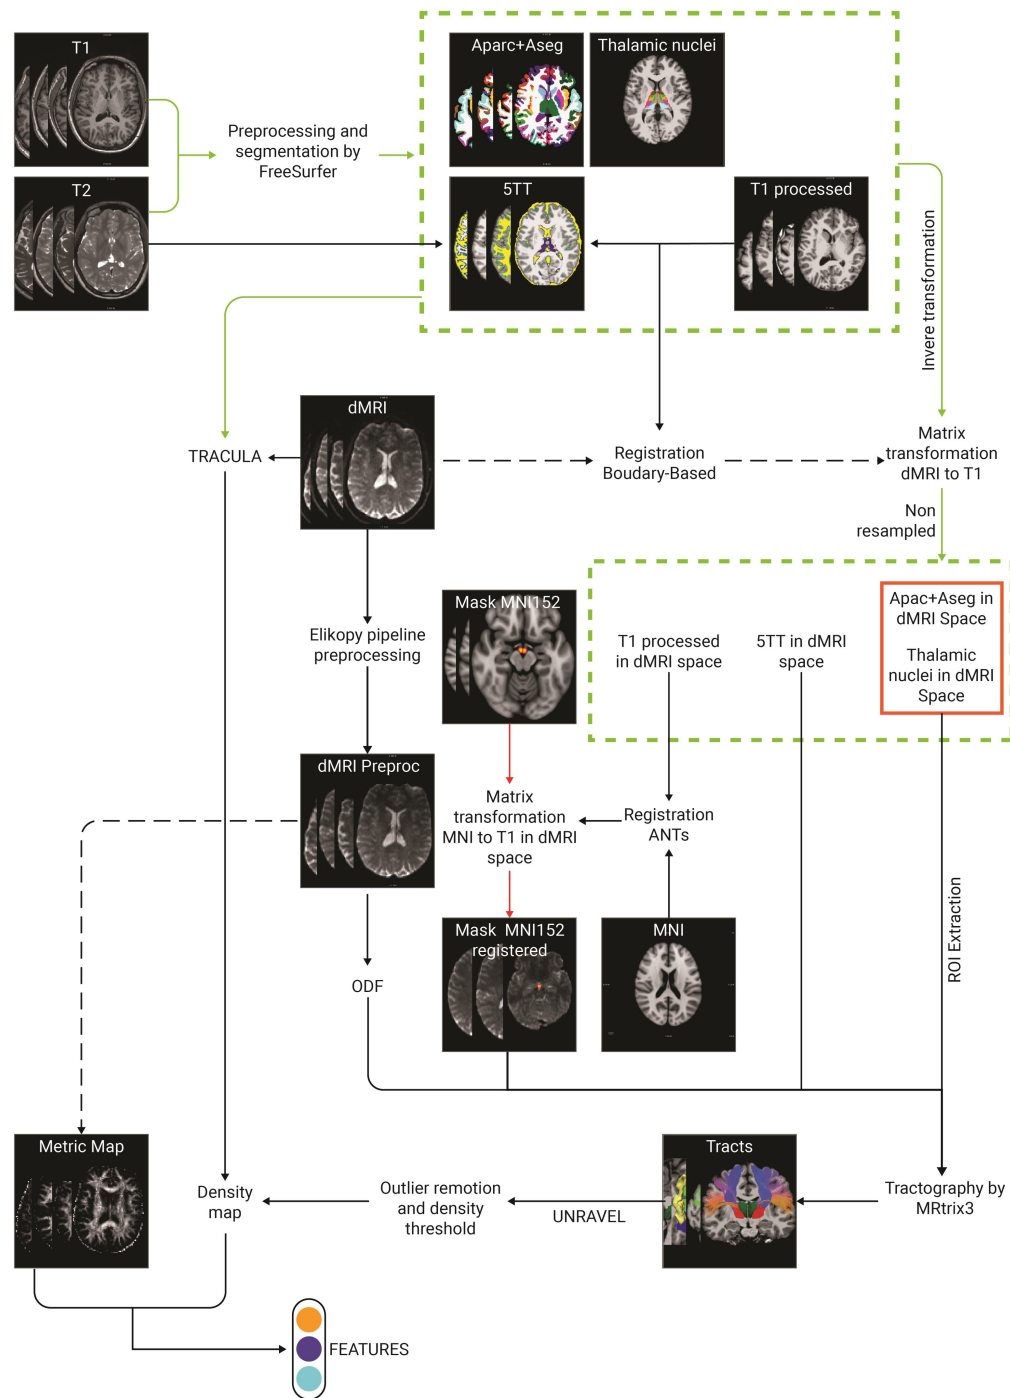 T1
Aparc+Aseg
Thalamic nuclei
Preprocessing and
segmentation by
FreeSurfer
T2
5TT
T1 processed
Invere transformation
dMRI
TRACULA
Registration
Boudary-Based
Matrix
transformation
dMRI to T1
Non
resampled
Mask MNI152
Apac+Aseg in
dMRI Space
Thalamic
nuclei in dMRI
Space
T1 processed
in dMRI space
5TT in dMRI
space
Elikopy pipeline
preprocessing
dMRI Preproc
Matrix
transformation
MNI to T1 in dMRI
space
Registration
ANTs
Mask MNI152
registered
MNI
ROI Extraction
ODF
Metric Map
Tracts
Density
map
Outlier remotion
and density
threshold
UNRAVEL
Tractography by
MRtrix3
FEATURES